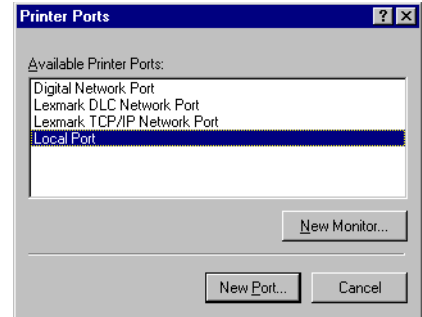 Printer Ports
Available Printer Ports:
Digital Network Port
Lexmark DLC Network Port
Lexmark TCP/IP Network Port
Local Port
New Monitor...
New Port... Cancel